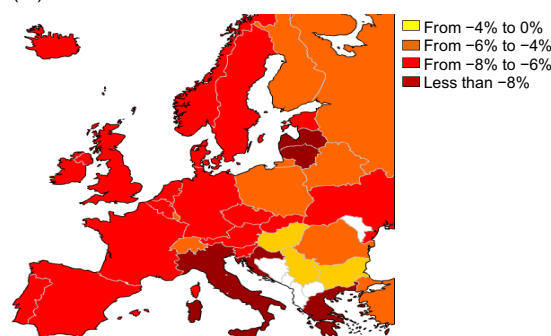 From −4% to 0%
From −6% to −4%
From −8% to −6%
Less than −8%